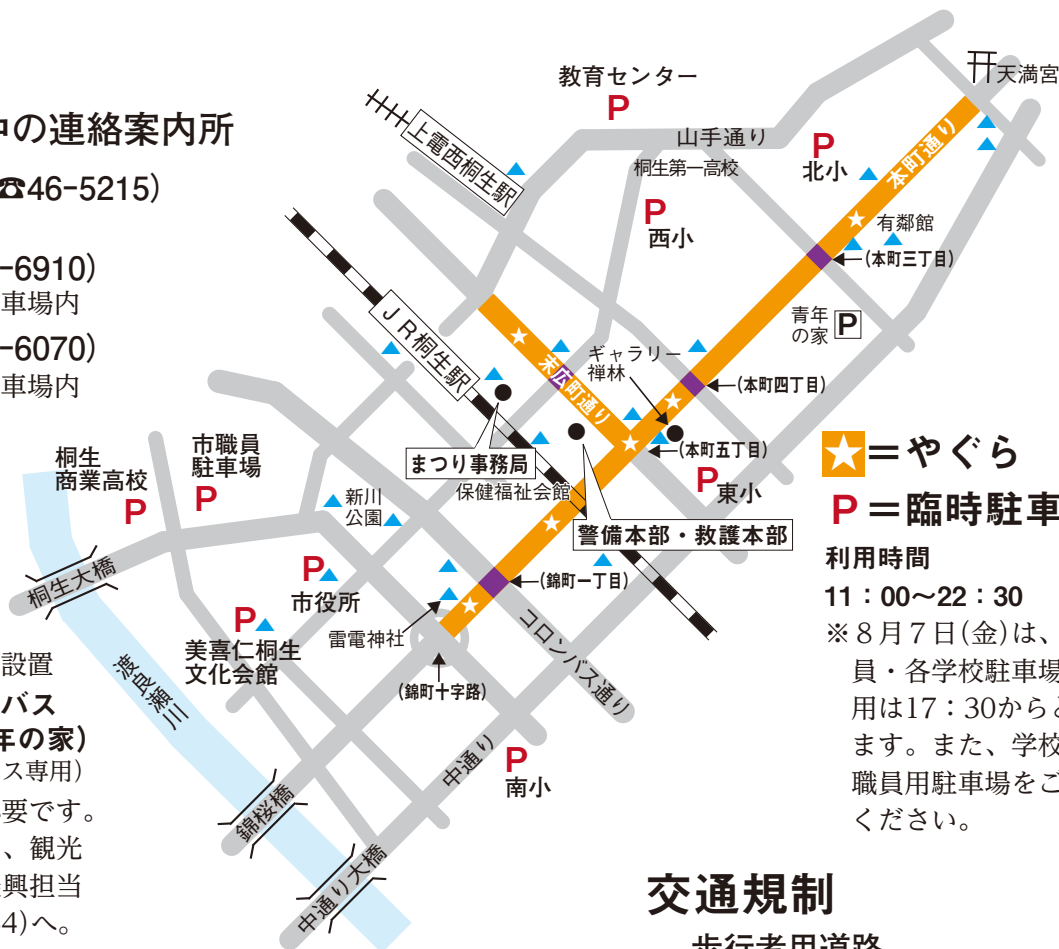 中の連絡案内所
☎46-5215)
-6910)
車場内
-6070)
車場内
天満宮
教育センター
P
上電西桐生駅
山手通り
桐生第一高校
P
北小
本町通り
P
西小
有鄰館
(本町三丁目)
青年
の家
P
JR桐生駅
末広町通り
ギャラリー
禅林
(本町四丁目)
(本町五丁目)
まつり事務局
保健福祉会館
P
東小
警備本部・救護本部
市職員
駐車場
P
桐生
商業高校
P
新川
公園
(錦町一丁目)
桐生大橋
P
市役所
P
美喜仁桐生
文化会館
雷電神社
コロンバス通り
(錦町十字路)
渡良瀬川
中通り
P
南小
錦桜橋
中通り大橋
設置
バス
年の家)
ス専用)
要です。
、観光
興担当
4)へ。
★=やぐら
P=臨時駐車
利用時間
11：00〜22：30
※８月７日(金)は、
員・各学校駐車場
用は17：30からと
ます。また、学校
職員用駐車場をご
ください。
交通規制
歩行者用道路